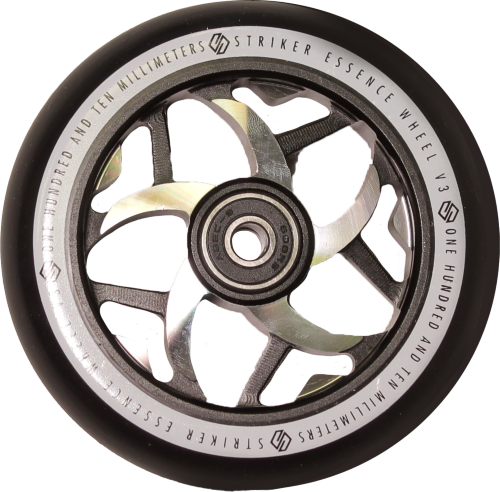 STRIKER ESSENCE WHEEL V3
ONE HUNDRED AND TEN MILLIMETERS
STRIKER ESSENCE WHEEL V3
ONE HUNDRED AND TEN MILLIMETERS
ABEC-9